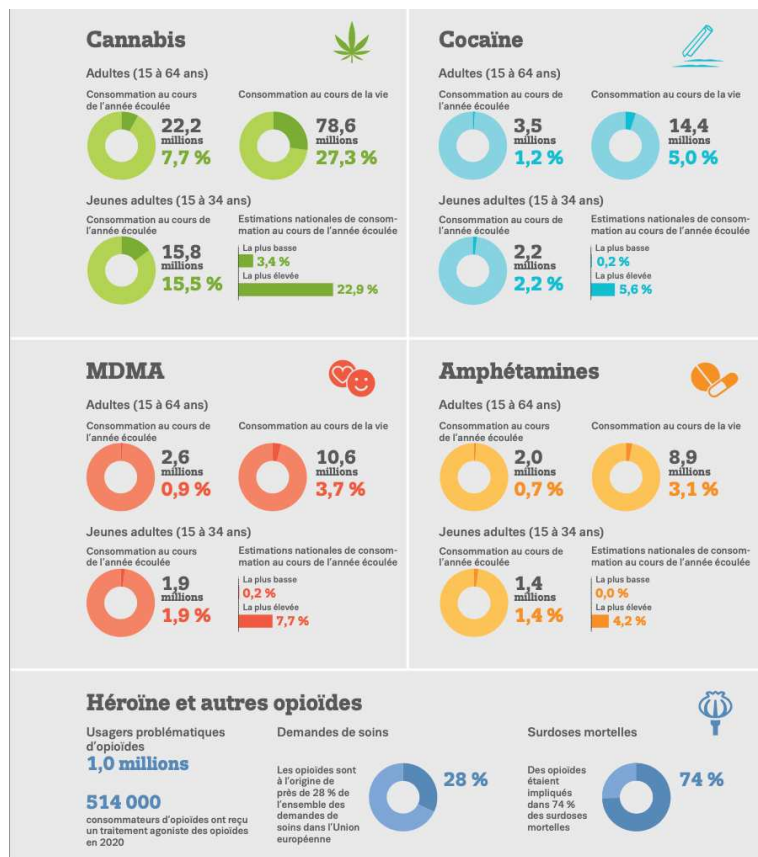 Cannabis
Adultes (15 à 64 ans)
Consommation au cours
de l'année écoulée
22,2
millions
7,7 %
Consommation au cours de la vie
78,6
millions
27,3 %
Jeunes adultes (15 à 34 ans)
Consommation au cours de
l'année écoulée
15,8
millions
15,5 %
Estimations nationales de consom-
mation au cours de l'année écoulée
La plus basse
3,4 %
La plus élevée
22,9 %
Cocaïne
Adultes (15 à 64 ans)
Consommation au cours de
l'année écoulée
3,5
millions
1,2 %
Consommation au cours de la vie
14,4
millions
5,0 %
Jeunes adultes (15 à 34 ans)
Consommation au cours de
l'année écoulée
2,2
millions
2,2 %
Estimations nationales de consom-
mation au cours de l'année écoulée
La plus basse
0,2 %
La plus élevée
5,6 %
MDMA
Adultes (15 à 64 ans)
Consommation au cours de
l'année écoulée
2,6
millions
0,9 %
Consommation au cours de la vie
10,6
millions
3,7 %
Jeunes adultes (15 à 34 ans)
Consommation au cours
de l'année écoulée
1,9
millions
1,9 %
Estimations nationales de consom-
mation au cours de l'année écoulée
La plus basse
0,2 %
La plus élevée
7,7 %
Amphétamines
Adultes (15 à 64 ans)
Consommation au cours
de l'année écoulée
2,0
millions
0,7 %
Consommation au cours de la vie
8,9
millions
3,1 %
Jeunes adultes (15 à 34 ans)
Consommation au cours de
l'année écoulée
1,4
millions
1,4 %
Estimations nationales de consom-
mation au cours de l'année écoulée
La plus basse
0,0 %
La plus élevée
4,2 %
Héroïne et autres opioïdes
Usagers problématiques
d'opioïdes
1,0 millions
514 000
consommateurs d'opioïdes ont reçu
un traitement agoniste des opioïdes
en 2020
Demandes de soins
Les opioïdes sont
à l'origine de
près de 28 % de
l'ensemble des
demandes de
soins dans l'Union
européenne
28 %
Surdoses mortelles
Des opioïdes
étaient
impliqués
dans 74 %
des surdoses
mortelles
74 %